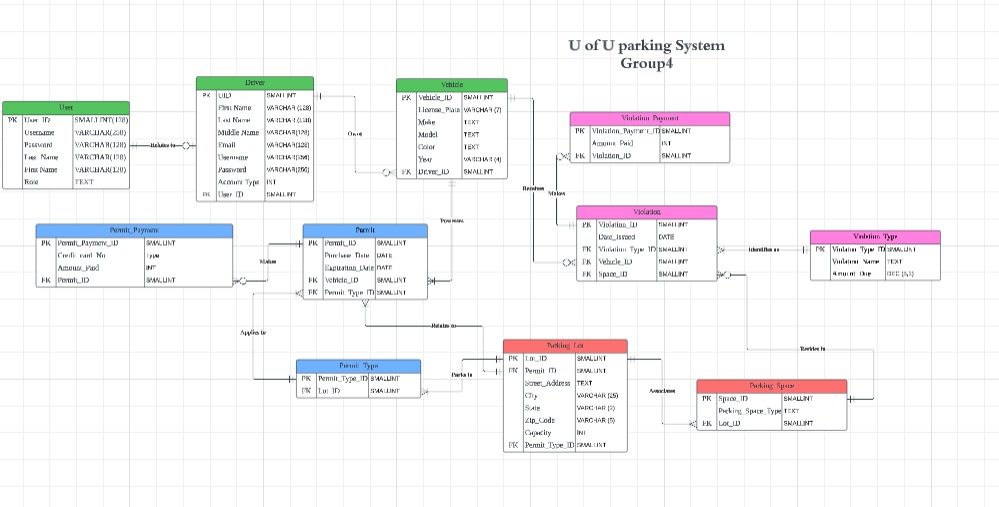 U of U parking System
Group4
User
PK User_ID SMALLINT(128)
Username VARCHAR(258)
Password VARCHAR(128)
Last_Name VARCHAR(128)
First_Name VARCHAR(128)
Role TEXT
Relates to
Driver
PK UID SMALLINT
First Name VARCHAR (128)
Last Name VARCHAR (128)
Middle Name VARCHAR(128)
Email VARCHAR(128)
Username VARCHAR(256)
Password VARCHAR(256)
Account Type INT
FK User_ID SMALLINT
Vehicle
PK Vehicle_ID SMALLINT
License_Plate VARCHAR (7)
Make TEXT
Model TEXT
Color TEXT
Year VARCHAR (4)
FK Driver_ID SMALLINT
Violation_Payment
PK Violation_Payment_ID SMALLINT
Amount_Paid INT
FK Violation_ID SMALLINT
Receives
Makes
Violation
PK Violation_ID SMALLINT
Date_Issued DATE
FK Violation_Type_ID SMALLINT
FK Vehicle_ID SMALLINT
FK Space_ID SMALLINT
Identifies as
Violation_Type
PK Violation_Type_ID SMALLINT
Violation_Name TEXT
Amount_Due
Possesses
Permit_Payment
PK Permit_Payment_ID SMALLINT
Credit_card_No Type
Amount_Paid INT
FK Permit_ID SMALLINT
Makes
Permit
PK Permit_ID SMALLINT
Purchase_Date DATE
Expiration_Date DATE
FK Vehicle_ID SMALLINT
FK Permit_Type_ID SMALLINT
Applies to
Relates to
Resides in
Permit_Type
PK Permit_Type_ID SMALLINT
FK Lot_ID SMALLINT
Parks in
Parking_Lot
PK Lot_ID SMALLINT
FK Permit_ID SMALLINT
Street_Address TEXT
City VARCHAR (25)
State VARCHAR (2)
Zip_Code VARCHAR (5)
Capacity INT
FK Permit_Type_ID SMALLINT
Associates
Parking_Space
PK Space_ID SMALLINT
Parking_Space_Type TEXT
FK Lot_ID SMALLINT